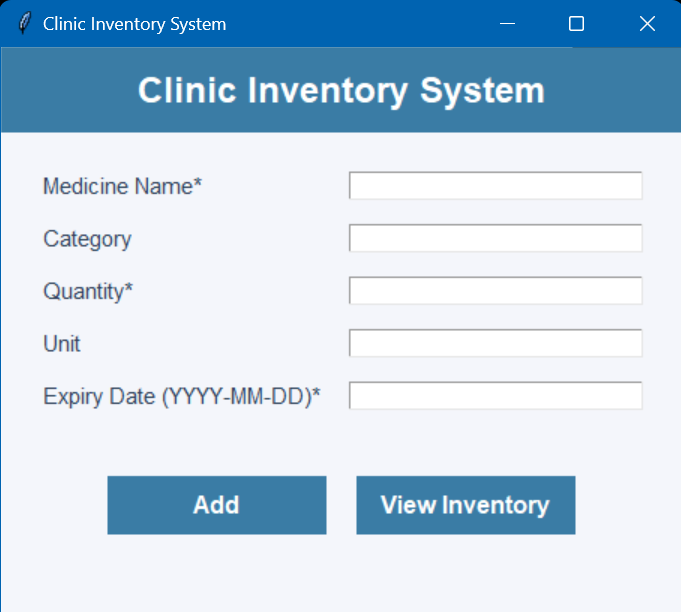 Clinic Inventory System
Clinic Inventory System
Medicine Name*
Category
Quantity*
Unit
Expiry Date (YYYY-MM-DD)*
Add View Inventory